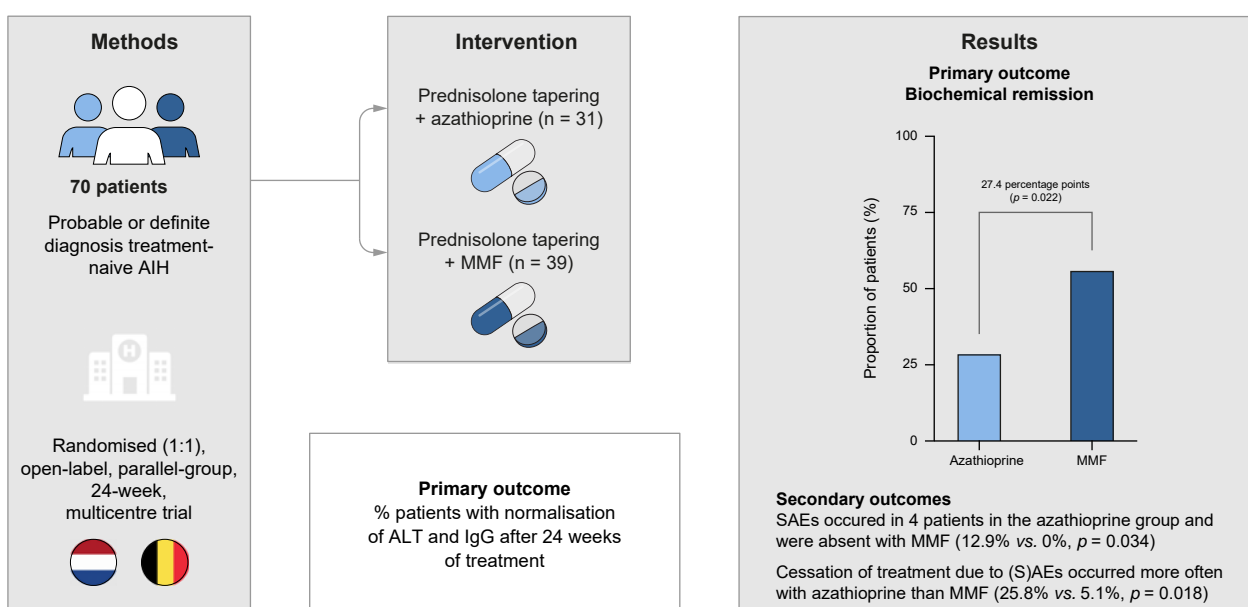 Methods
70 patients
Probable or definite
diagnosis treatment-
naive AIH
H
Randomised (1:1),
open-label, parallel-group,
24-week,
multicentre trial
Intervention
Prednisolone tapering
+ azathioprine (n = 31)
Prednisolone tapering
+ MMF (n = 39)
Primary outcome
% patients with normalisation
of ALT and IgG after 24 weeks
of treatment
Results
Primary outcome
Biochemical remission
Proportion of patients (%)
100
75
50
25
0
27.4 percentage points
(p = 0.022)
Azathioprine
MMF
Secondary outcomes
SAEs occured in 4 patients in the azathioprine group and
were absent with MMF (12.9% vs. 0%, p = 0.034)
Cessation of treatment due to (S)AEs occurred more often
with azathioprine than MMF (25.8% vs. 5.1%, p = 0.018)